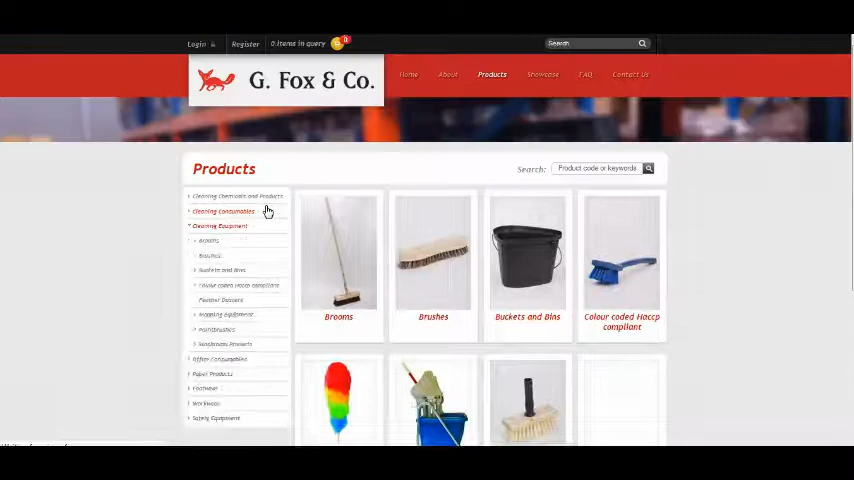 Login
Register
0 items in query
0
Search
G. Fox & Co.
Home
About
Products
Showcase
FAQ
Contact Us
Products
Search:
Product code or keywords
Cleaning Chemicals and Products
Cleaning Consumables
Cleaning Equipment
Brooms
Brushes
Buckets and Bins
Colour coded Haccp compliant
Feather Dusters
Mopping Equipment
Paintbrushes
Washroom Products
Office Consumables
Paper Products
Footwear
Workwear
Safety Equipment
Brooms
Brushes
Buckets and Bins
Colour coded Haccp
compliant